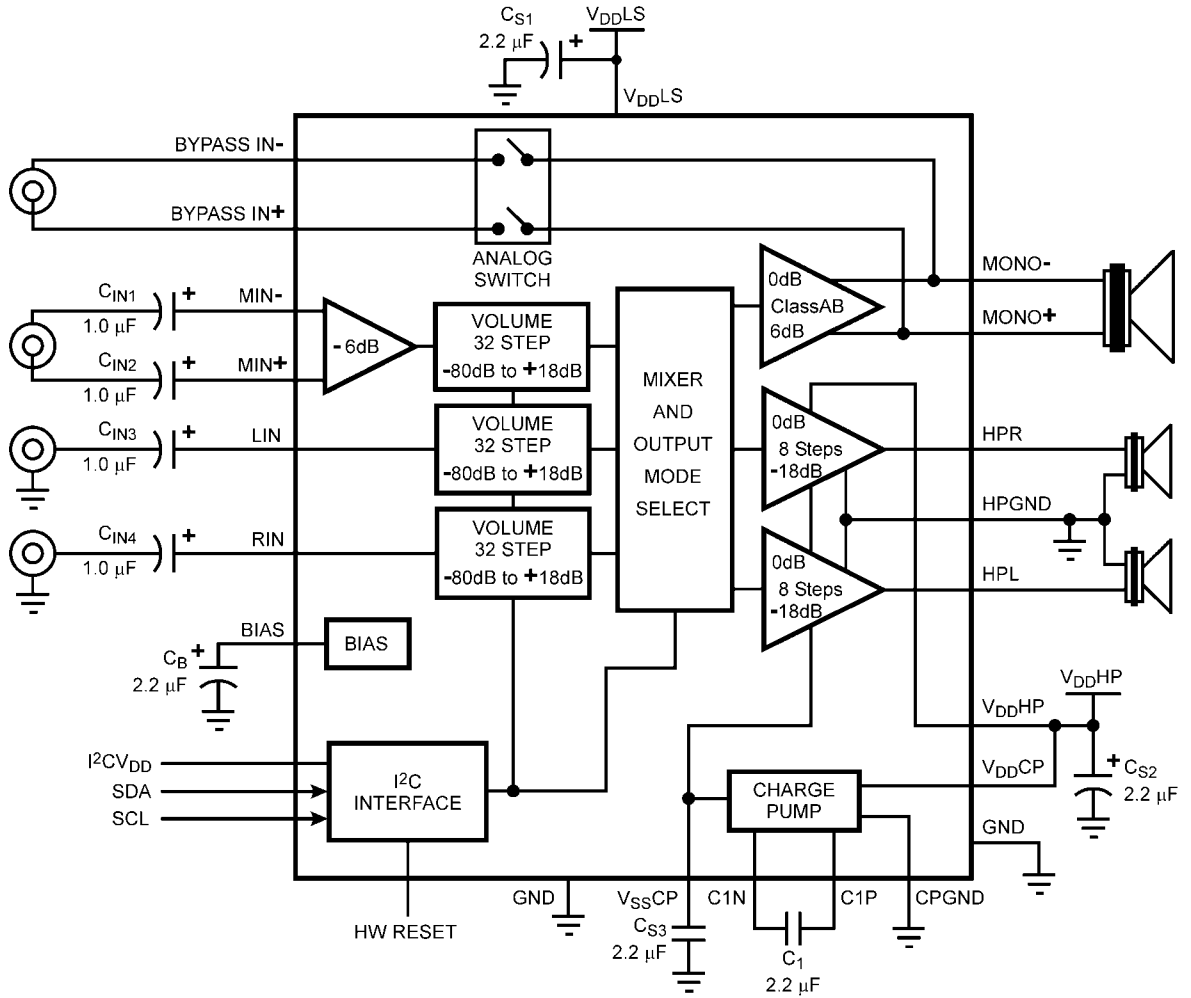 CS1
2.2 µF
+
VDDLS
VDDLS
BYPASS IN-
BYPASS IN+
ANALOG
SWITCH
CIN1
1.0 µF
+
MIN-
CIN2
1.0 µF
+
MIN+
- 6dB
VOLUME
32 STEP
-80dB to +18dB
CIN3
1.0 µF
+
LIN
VOLUME
32 STEP
-80dB to +18dB
CIN4
1.0 µF
+
RIN
VOLUME
32 STEP
-80dB to +18dB
MIXER
AND
OUTPUT
MODE
SELECT
0dB
ClassAB
6dB
MONO-
MONO+
0dB
8 Steps
-18dB
HPR
HPGND
0dB
8 Steps
-18dB
HPL
BIAS
BIAS
CB
2.2 µF
+
I2CVDD
SDA
SCL
I2C
INTERFACE
HW RESET
CHARGE
PUMP
VDDHP
VDDHP
VDDCP
+
CS2
2.2 µF
GND
GND
VSSCP
C1N
C1P
CPGND
CS3
2.2 µF
C1
2.2 µF